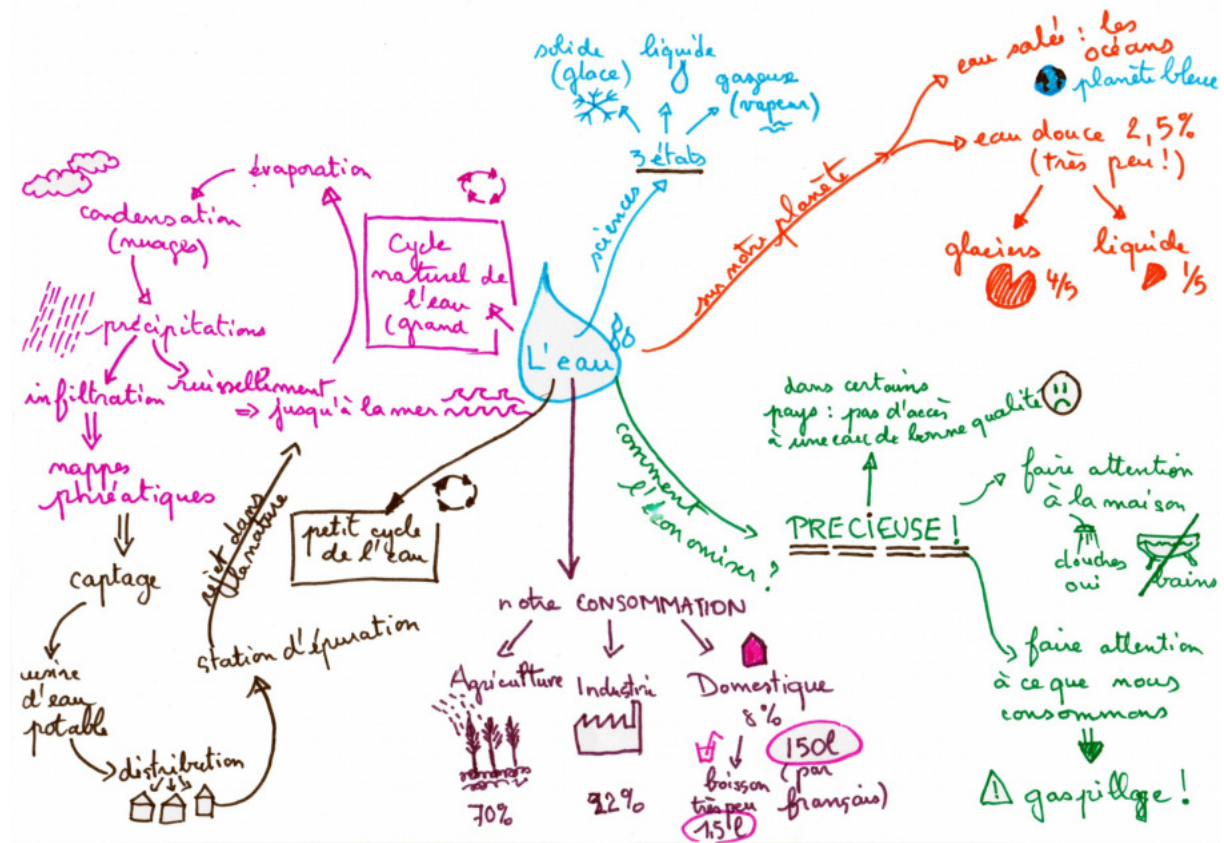 L'eau
sciences
3 états
solide
(glace)
liquide
gazeuse
(vapeur)
sur notre planète
eau salée : les
océans
planète bleue
eau douce 2,5%
(très peu !)
glaciers
4/5
liquide
1/5
comment
l'économiser ?
PRECIEUSE !
dans certains
pays : pas d'accès
à une eau de bonne qualité
faire attention
à la maison
douches
oui
bains
faire attention
à ce que nous
consommons
gaspillage !
notre CONSOMMATION
Agriculture
70%
Industrie
22%
Domestique
8%
boisson
très peu
1,5l
150l
(par
français)
petit cycle
de l'eau
captage
usine
d'eau
potable
distribution
station d'épuration
rejet dans
la nature
Cycle
naturel de
l'eau
(grand
évaporation
condensation
(nuages)
précipitations
infiltration
ruissellement
=> jusqu'à la mer
nappes
phréatiques